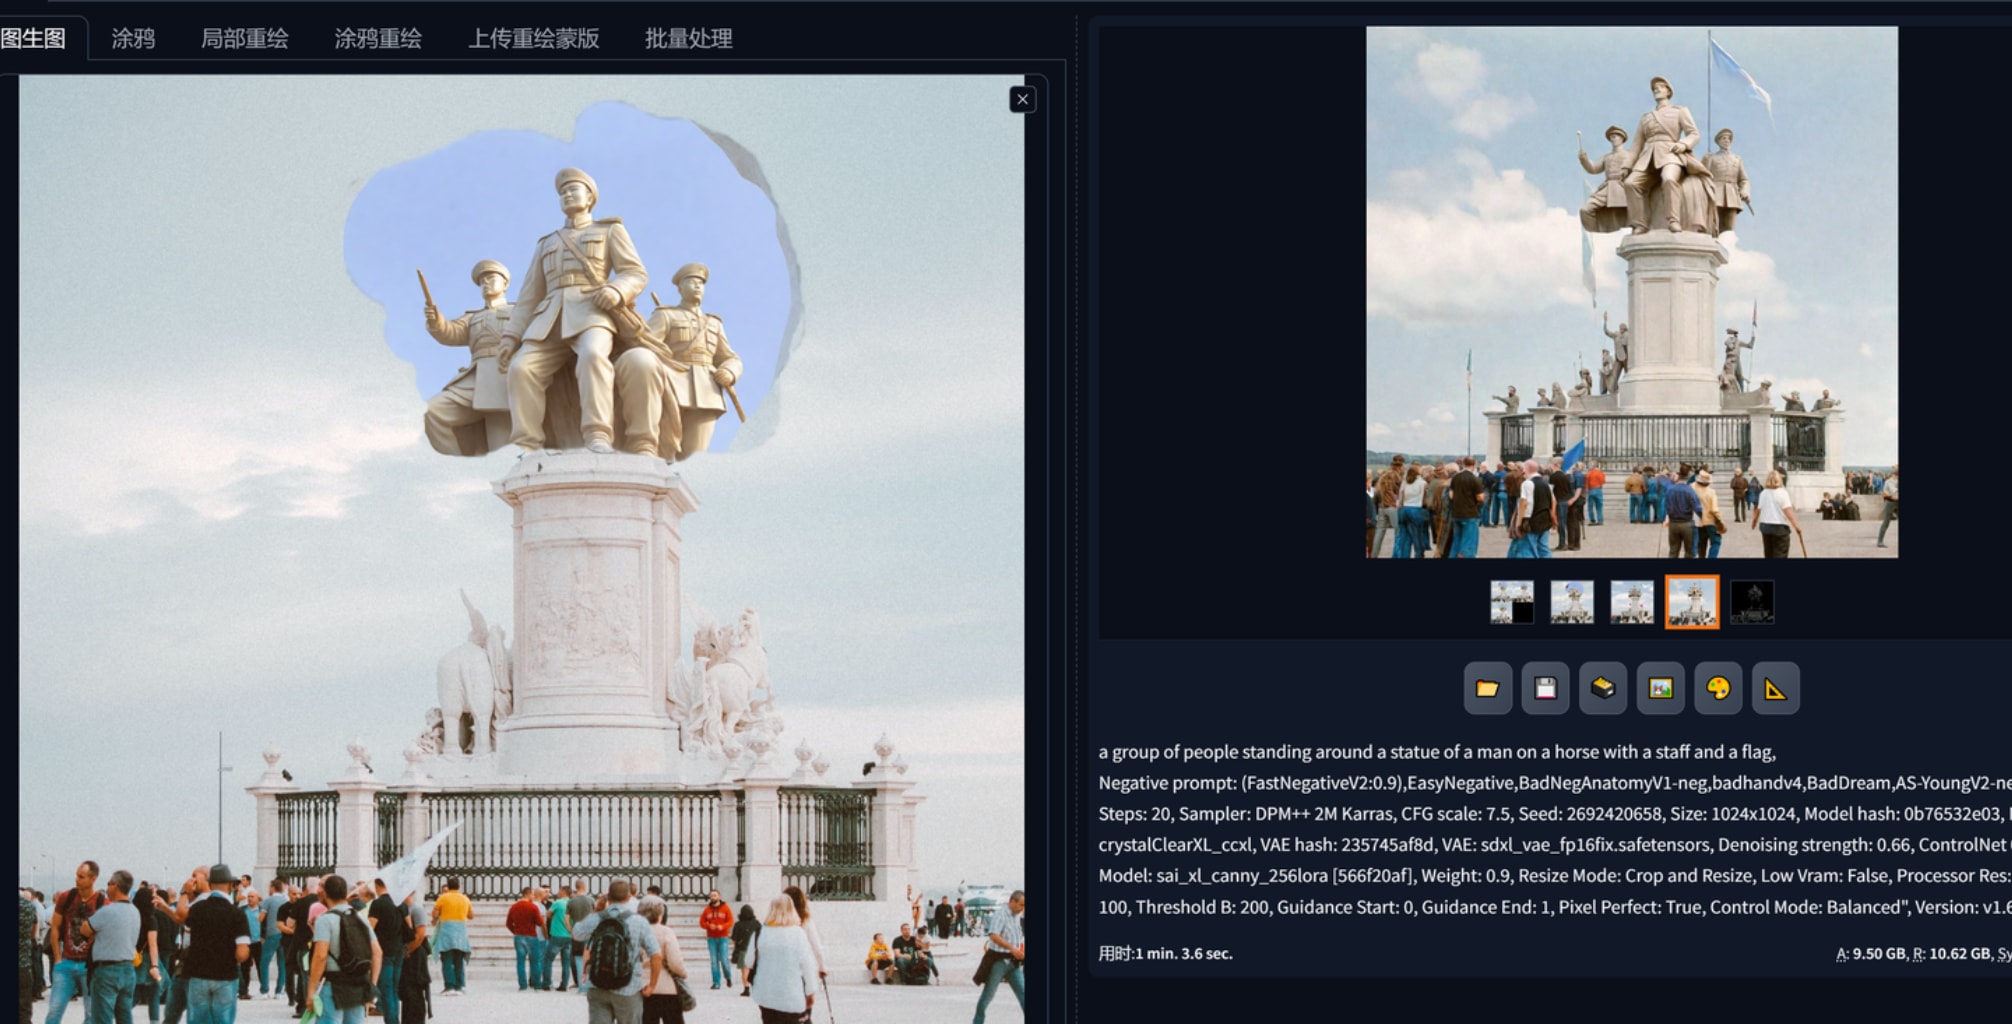 图生图
涂鸦
局部重绘
涂鸦重绘
上传重绘蒙版
批量处理
a group of people standing around a statue of a man on a horse with a staff and a flag,
Negative prompt: (FastNegativeV2:0.9),EasyNegative,BadNegAnatomyV1-neg,badhandv4,BadDream,AS-YoungV2-ne
Steps: 20, Sampler: DPM++ 2M Karras, CFG scale: 7.5, Seed: 2692420658, Size: 1024x1024, Model hash: 0b76532e03,
crystalClearXL_ccxl, VAE hash: 235745af8d, VAE: sdxl_vae_fp16fix.safetensors, Denoising strength: 0.66, ControlNet
Model: sai_xl_canny_256lora [566f20af], Weight: 0.9, Resize Mode: Crop and Resize, Low Vram: False, Processor Res:
100, Threshold B: 200, Guidance Start: 0, Guidance End: 1, Pixel Perfect: True, Control Mode: Balanced", Version: v1.6
用时:1 min. 3.6 sec.
A: 9.50 GB, R: 10.62 GB, Sy